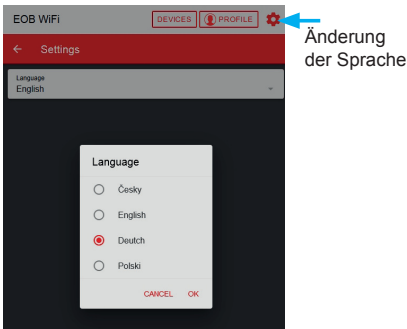 EOB WiFi DEVICES PROFILE
Änderung
der Sprache
Settings
Language
English
Language
Česky
English
Deutch
Polski
CANCEL OK